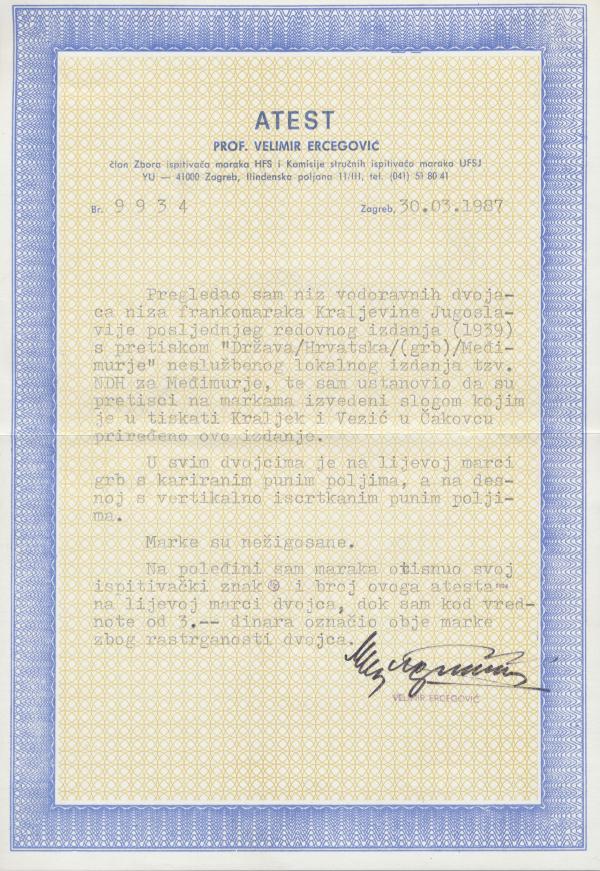 ATEST
PROF. VELIMIR ERCEGOVIĆ
član Zbora ispitivača maraka HFS i Komisije stručnih ispitivača maraka UFSJ
YU — 41000 Zagreb, Ilindenska poljana 11/III, tel. (041) 51 80 41
Br. 9934 Zagreb, 30.03.1987
Pregledao sam niz vodoravnih dvoja-
ca niza frankomaraka Kraljevine Jugosla-
vije posljednjeg redovnog izdanja (1939)
s pretiskom "Država/Hrvatska/(grb)/Međi-
murje" neslužbenog lokalnog izdanja tzv.
NDH za Međimurje, te sam ustanovio da su
pretisci na markama izvedeni slogom kojim
je u tiskati Kraljek i Vezić u Čakovcu
priređeno ovo izdanje.
U svim dvojcima je na lijevoj marci
grb s kariranim punim poljima, a na des-
noj s vertikalno iscrtkanim punim polji-
ma.
Marke su nežigosane.
Na poleđini sam maraka otisnuo svoj
ispitivački znak i broj ovoga atesta
na lijevoj marci dvojca, dok sam kod vred-
note od 3.-- dinara označio obje marke
zbog rastrganosti dvojca.
VELIMIR ERCEGOVIĆ